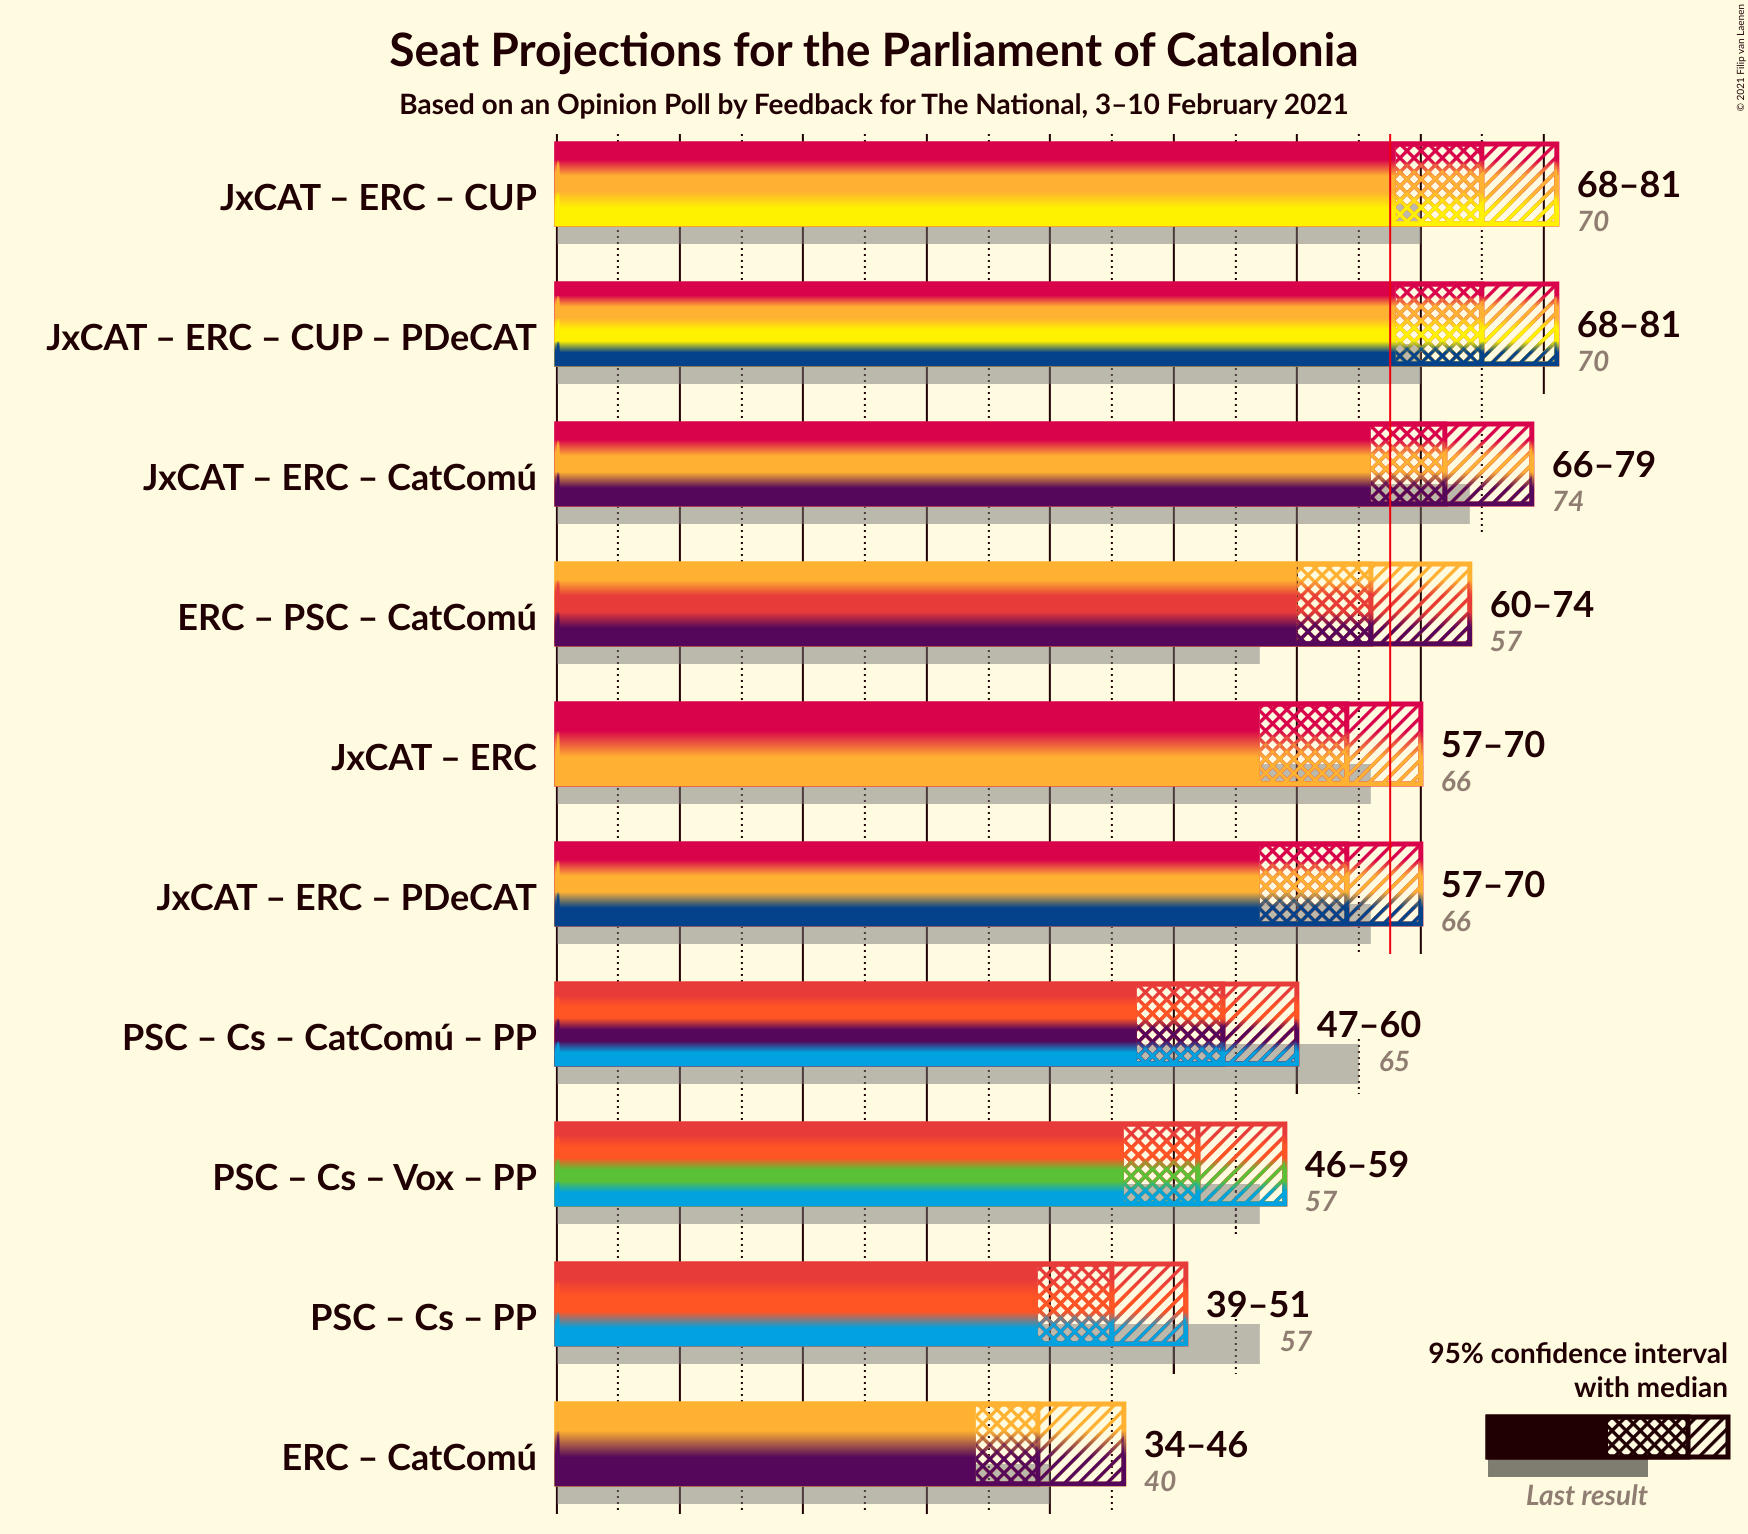 Seat Projections for the Parliament of Catalonia
Based on an Opinion Poll by Feedback for The National, 3–10 February 2021
© 2021 Filip van Laenen
JxCAT – ERC – CUP
68–81
70
JxCAT – ERC – CUP – PDeCAT
68–81
70
JxCAT – ERC – CatComú
66–79
74
ERC – PSC – CatComú
60–74
57
JxCAT – ERC
57–70
66
JxCAT – ERC – PDeCAT
57–70
66
PSC – Cs – CatComú – PP
47–60
65
PSC – Cs – Vox – PP
46–59
57
PSC – Cs – PP
39–51
57
ERC – CatComú
34–46
40
95% confidence interval
with median
Last result